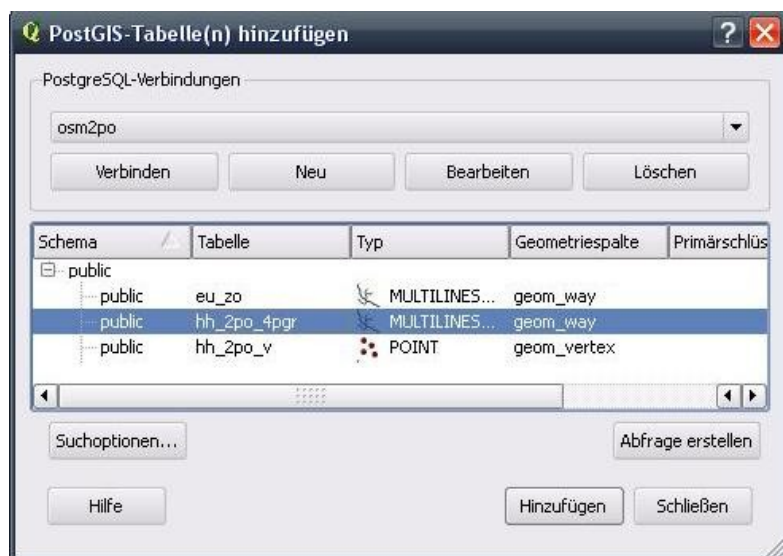 PostGIS-Tabelle(n) hinzufügen
PostgreSQL-Verbindungen
osm2po
Verbinden Neu Bearbeiten Löschen
Schema Tabelle Typ Geometriespalte Primärschlüs
public
public eu_zo MULTILINES... geom_way
public hh_2po_4pgr MULTILINES... geom_way
public hh_2po_v POINT geom_vertex
Suchoptionen... Abfrage erstellen
Hilfe Hinzufügen Schließen